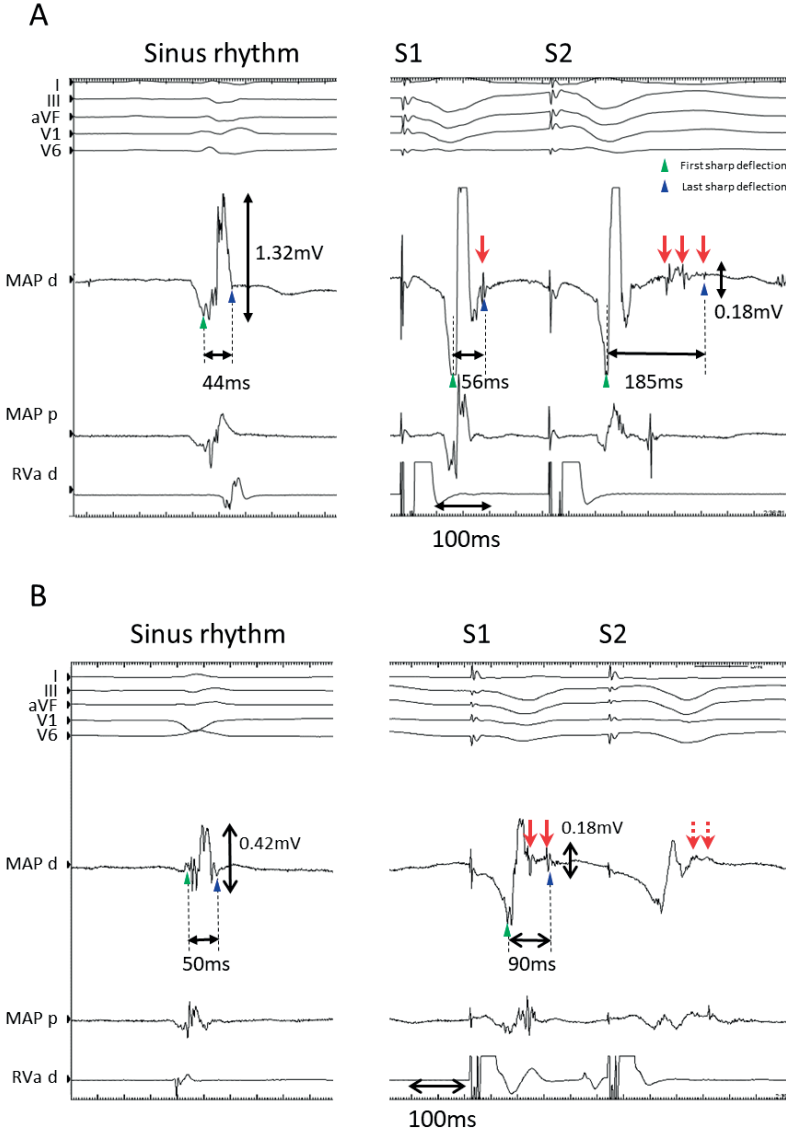 A
Sinus rhythm S1 S2
I
III
aVF
V1
V6
First sharp deflection
Last sharp deflection
1.32mV
MAP d
0.18mV
44ms 56ms 185ms
MAP p
RVa d
100ms
B
Sinus rhythm S1 S2
I
III
aVF
V1
V6
0.42mV 0.18mV
MAP d
50ms 90ms
MAP p
RVa d
100ms